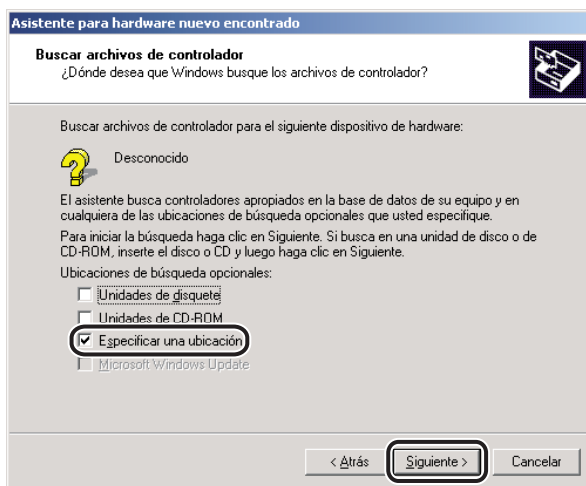 Asistente para hardware nuevo encontrado
Buscar archivos de controlador
¿Dónde desea que Windows busque los archivos de controlador?
Buscar archivos de controlador para el siguiente dispositivo de hardware:
Desconocido
El asistente busca controladores apropiados en la base de datos de su equipo y en
cualquiera de las ubicaciones de búsqueda opcionales que usted especifique.
Para iniciar la búsqueda haga clic en Siguiente. Si busca en una unidad de disco o de
CD-ROM, inserte el disco o CD y luego haga clic en Siguiente.
Ubicaciones de búsqueda opcionales:
Unidades de disquete
Unidades de CD-ROM
Especificar una ubicación
Microsoft Windows Update
< Atrás Siguiente > Cancelar